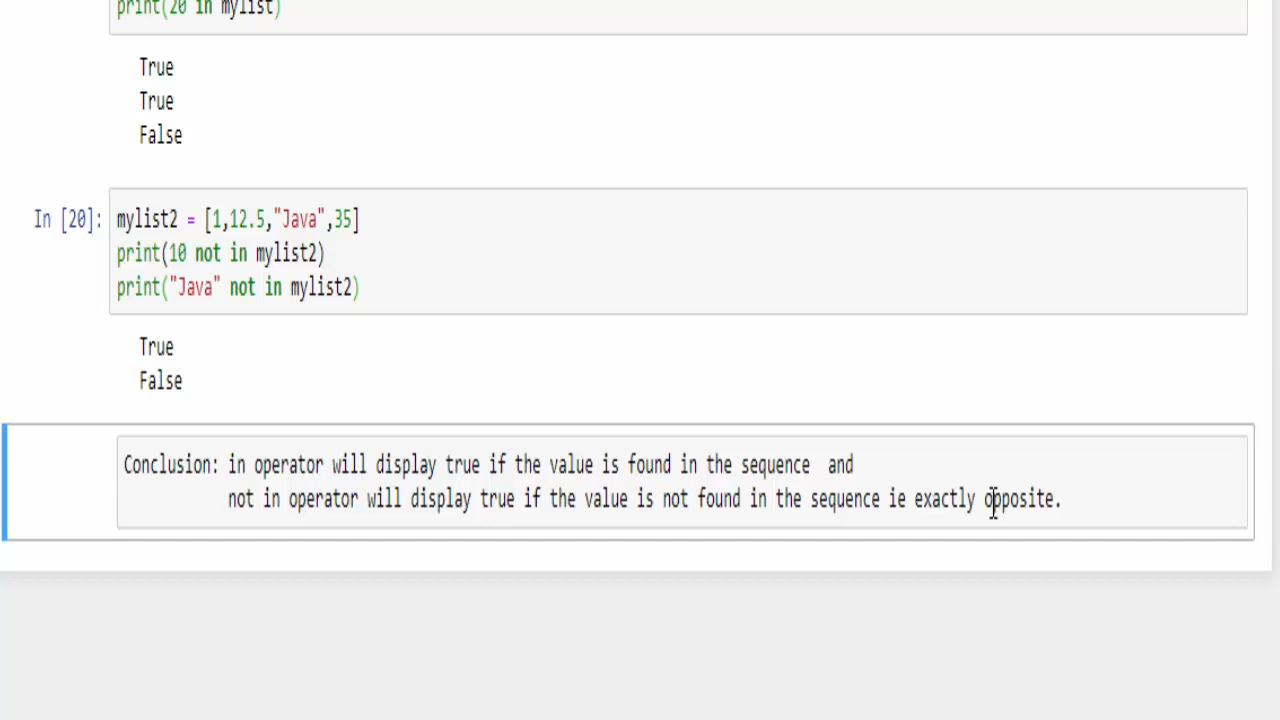 print(20 in mylist)
True
True
False
In [20]: mylist2 = [1,12.5,"Java",35]
print(10 not in mylist2)
print("Java" not in mylist2)
True
False
Conclusion: in operator will display true if the value is found in the sequence  and
not in operator will display true if the value is not found in the sequence ie exactly opposite.